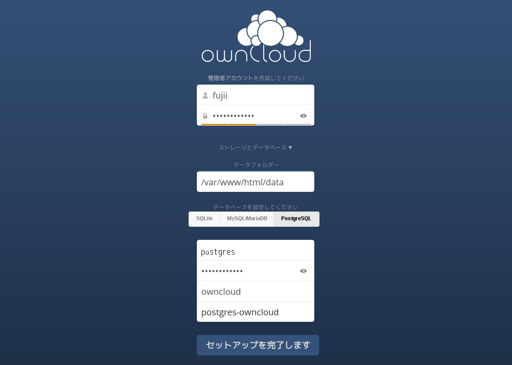 ownCloud
管理者アカウントを作成してください
fujii
••••••••••••
ストレージとデータベース ▼
データフォルダー
/var/www/html/data
データベースを設定してください
SQLite MySQL/MariaDB PostgreSQL
postgres
••••••••••••
owncloud
postgres-owncloud
セットアップを完了します